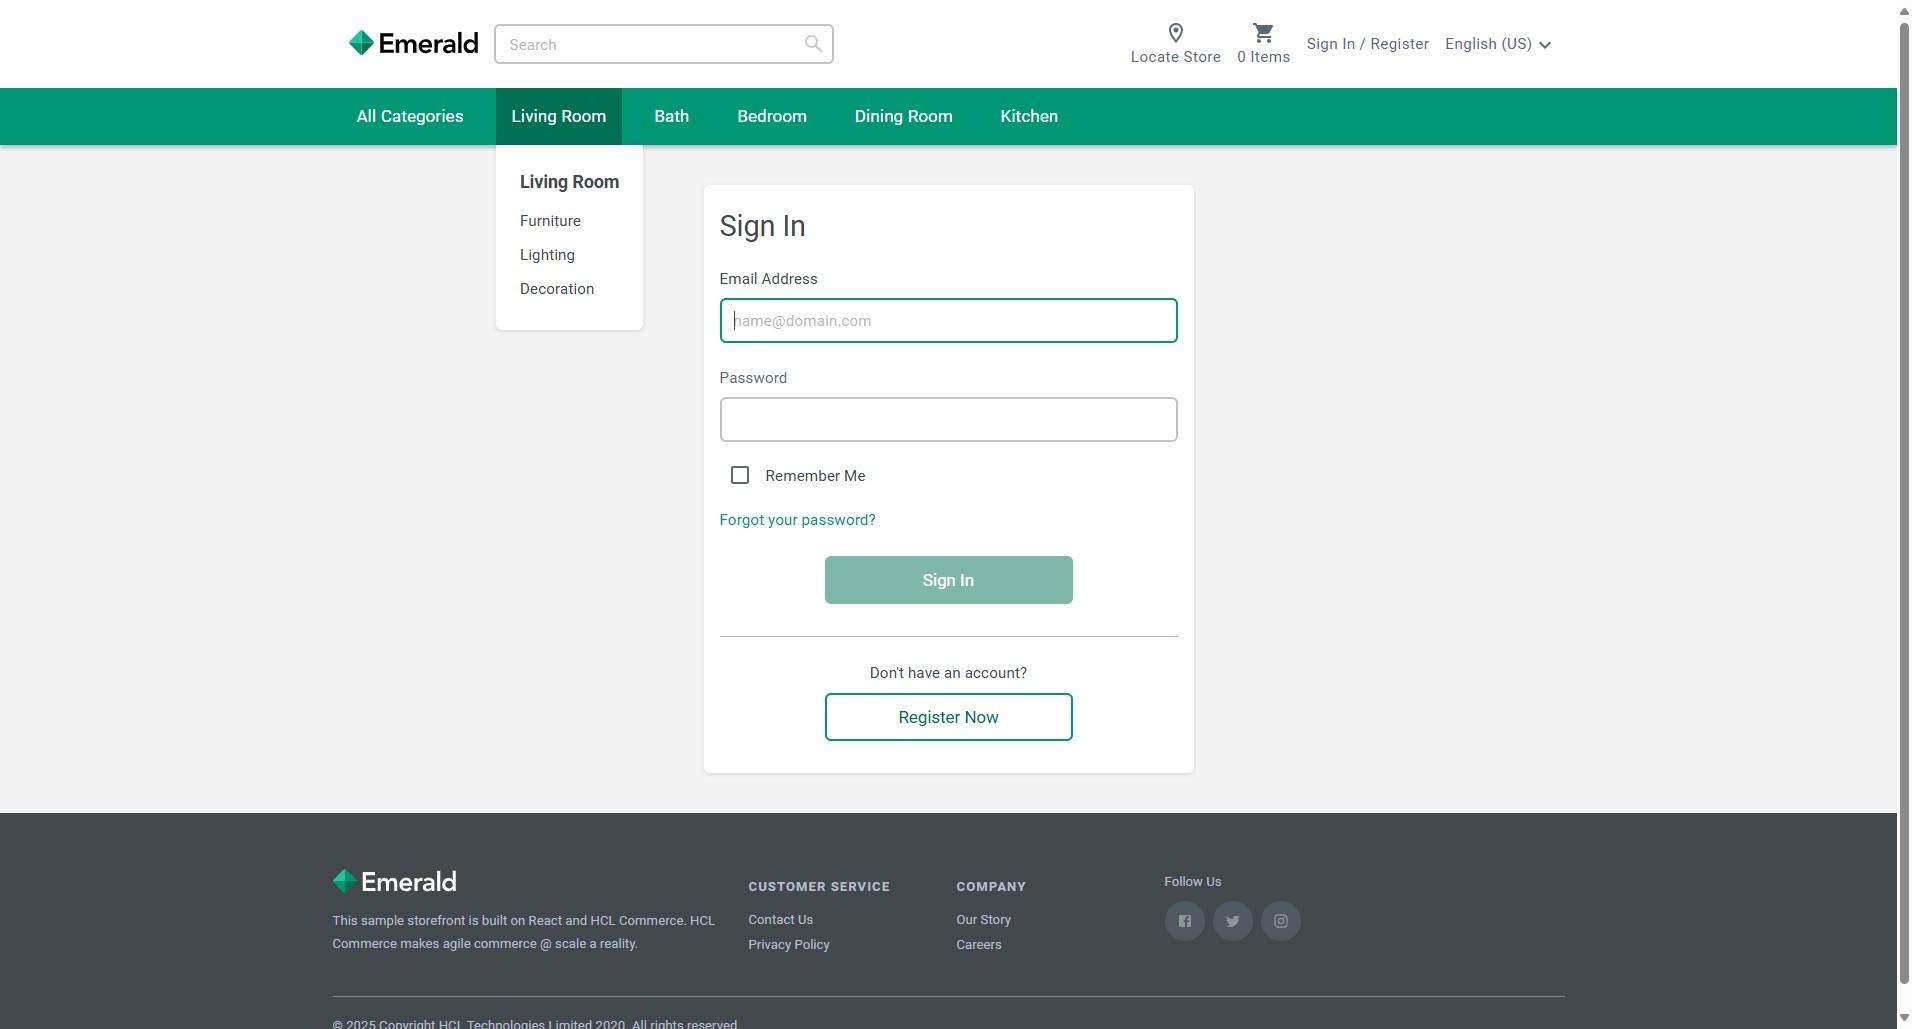 Emerald
Search
Locate Store
0 Items
Sign In / Register
English (US)
All Categories
Living Room
Bath
Bedroom
Dining Room
Kitchen
Living Room
Furniture
Lighting
Decoration
Sign In
Email Address
name@domain.com
Password
Remember Me
Forgot your password?
Sign In
Don't have an account?
Register Now
Emerald
This sample storefront is built on React and HCL Commerce. HCL
Commerce makes agile commerce @ scale a reality.
CUSTOMER SERVICE
Contact Us
Privacy Policy
COMPANY
Our Story
Careers
Follow Us
© 2025 Copyright HCL Technologies Limited 2020. All rights reserved